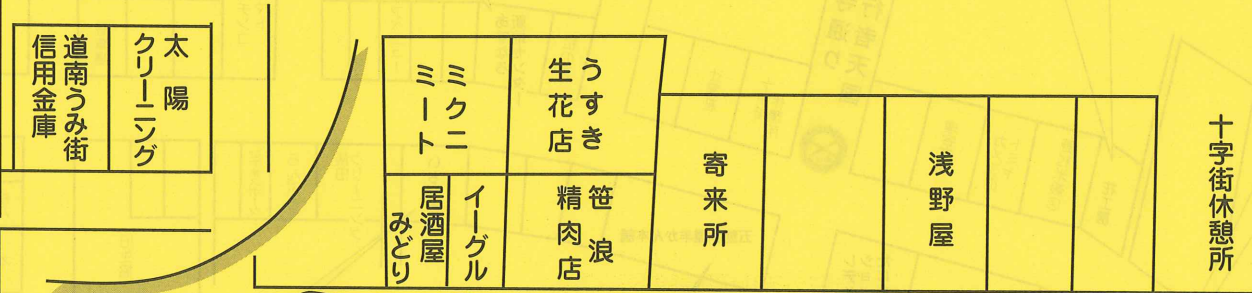 太陽
クリーニング
道南うみ街
信用金庫
ミクニ
ミート
うすき
生花店
居酒屋
みどり
イーグル
笹浪
精肉店
寄来所
浅野屋
十字街休憩所